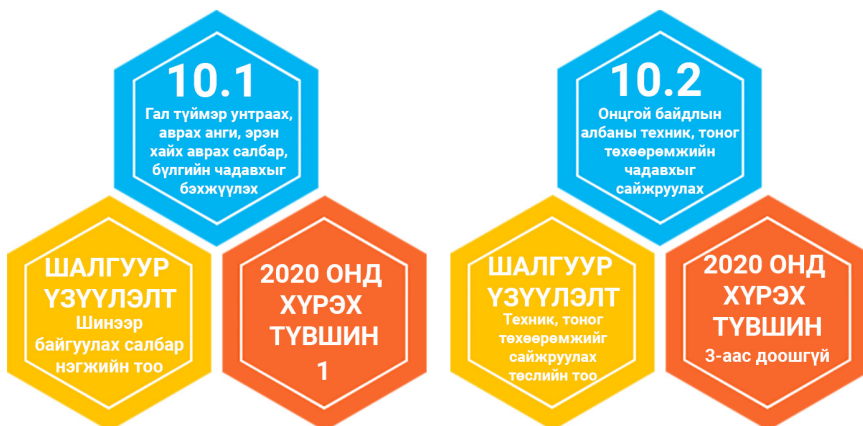 10.1
Гал түймэр унтраах,
аврах анги, эрэн
хайх аврах салбар,
бүлгийн чадавхыг
бэхжүүлэх
ШАЛГУУР
ҮЗҮҮЛЭЛТ
Шинээр
байгуулах салбар
нэгжийн тоо
2020 ОНД
ХҮРЭХ
ТҮВШИН
1
10.2
Онцгой байдлын
албаны техник, тоног
төхөөрөмжийн
чадавхыг
сайжруулах
ШАЛГУУР
ҮЗҮҮЛЭЛТ
Техник, тоног
төхөөрөмжийг
сайжруулах
төслийн тоо
2020 ОНД
ХҮРЭХ
ТҮВШИН
3-аас доошгүй